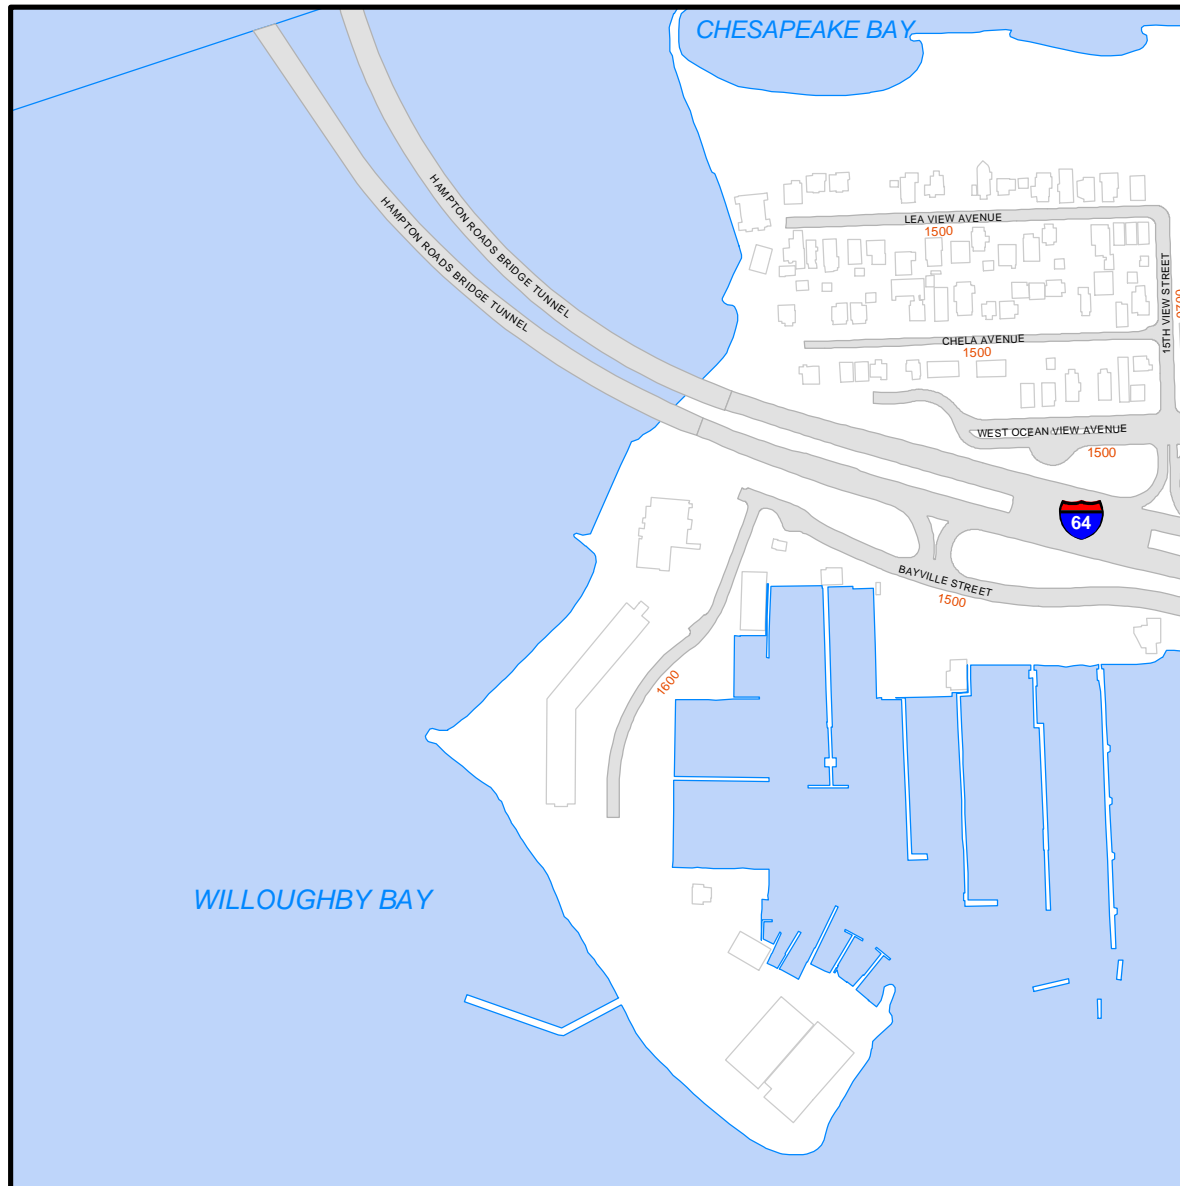 CHESAPEAKE BAY
HAMPTON ROADS BRIDGE TUNNEL
HAMPTON ROADS BRIDGE TUNNEL
LEA VIEW AVENUE
1500
15TH VIEW STREET
CHELA AVENUE
1500
WEST OCEAN VIEW AVENUE
1500
64
BAYVILLE STREET
1500
1600
WILLOUGHBY BAY